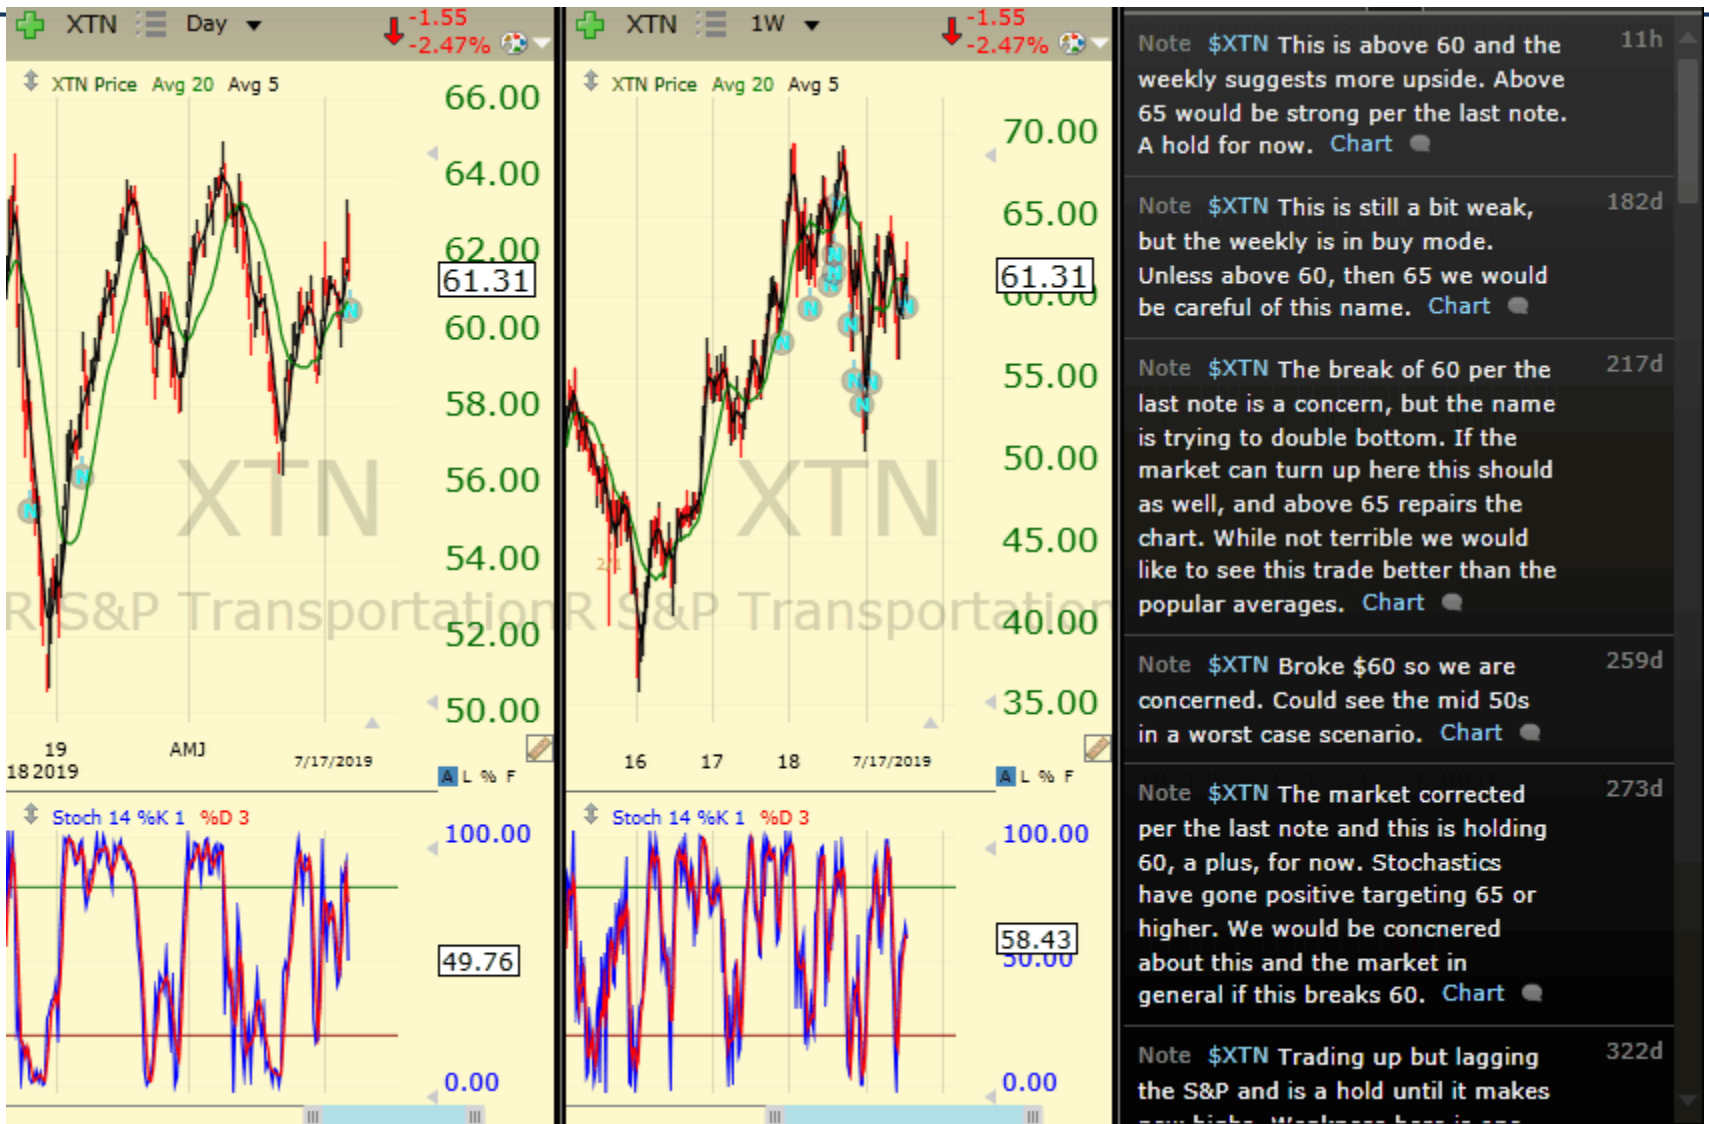 XTN Day -1.55
-2.47%
XTN Price Avg 20 Avg 5
66.00
64.00
62.00
61.31
60.00
58.00
56.00
54.00
52.00
50.00
N
N
N
XTN
R S&P Transportation
19 AMJ 7/17/2019
18 2019
A L % F
Stoch 14 %K 1 %D 3
100.00
49.76
0.00
XTN 1W -1.55
-2.47%
XTN Price Avg 20 Avg 5
70.00
65.00
61.31
60.00
55.00
50.00
45.00
40.00
35.00
N
N
N
N
N
N
N
N
N
XTN
R S&P Transportation
16 17 18 7/17/2019
A L % F
Stoch 14 %K 1 %D 3
100.00
58.43
50.00
0.00
Note $XTN This is above 60 and the 11h
weekly suggests more upside. Above
65 would be strong per the last note.
A hold for now. Chart
Note $XTN This is still a bit weak, 182d
but the weekly is in buy mode.
Unless above 60, then 65 we would
be careful of this name. Chart
Note $XTN The break of 60 per the 217d
last note is a concern, but the name
is trying to double bottom. If the
market can turn up here this should
as well, and above 65 repairs the
chart. While not terrible we would
like to see this trade better than the
popular averages. Chart
Note $XTN Broke $60 so we are 259d
concerned. Could see the mid 50s
in a worst case scenario. Chart
Note $XTN The market corrected 273d
per the last note and this is holding
60, a plus, for now. Stochastics
have gone positive targeting 65 or
higher. We would be concnered
about this and the market in
general if this breaks 60. Chart
Note $XTN Trading up but lagging 322d
the S&P and is a hold until it makes